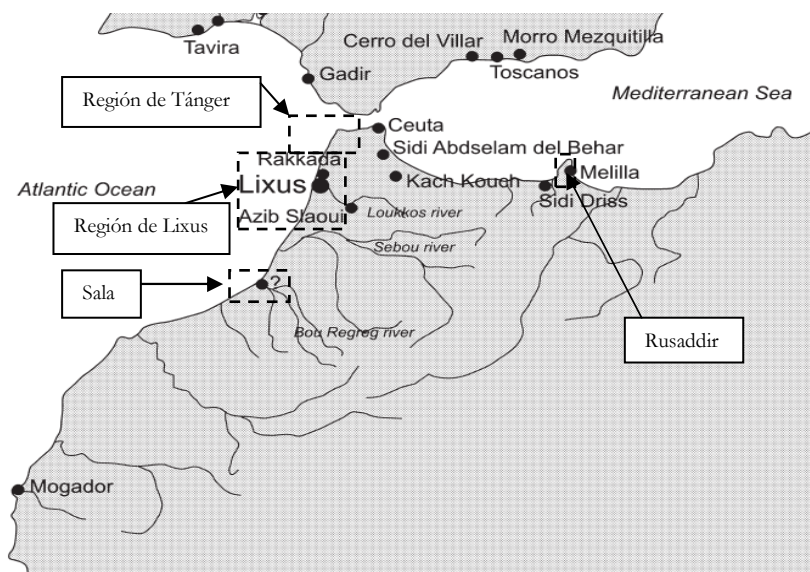 Tavira
Cerro del Villar
Morro Mezquitilla
Toscanos
Gadir
Región de Tánger
Mediterranean Sea
Ceuta
Sidi Abdselam del Behar
Rakkada
Melilla
Atlantic Ocean
Lixus
Kach Kouch
Sidi Driss
Región de Lixus
Azib Slaoui
Loukkos river
Sebou river
Sala
?
Bou Regreg river
Rusaddir
Mogador